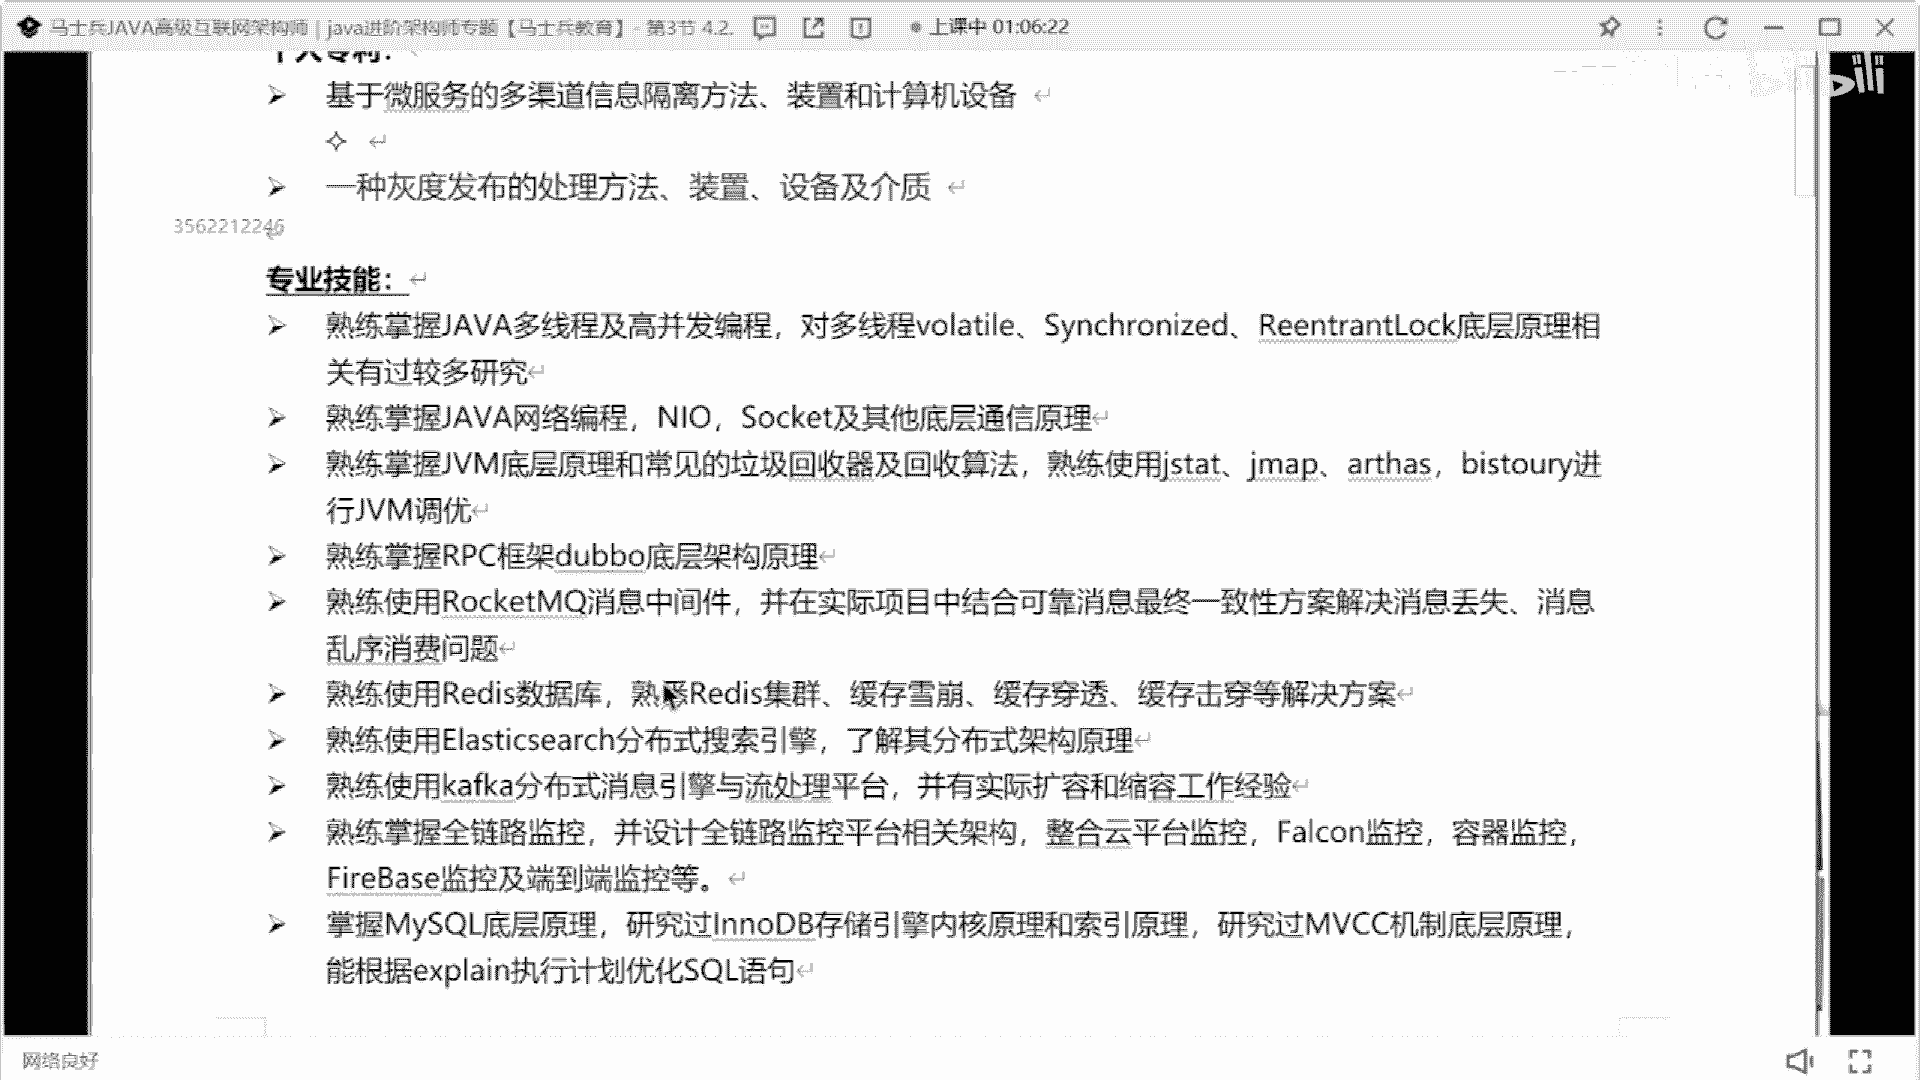 马士兵JAVA高级互联网架构师 | java进阶架构师专题【马士兵教育】- 第3节 4.2. 上课中 01:06:22
个人专利：
基于微服务的多渠道信息隔离方法、装置和计算机设备
一种灰度发布的处理方法、装置、设备及介质
3562212246
专业技能：
熟练掌握JAVA多线程及高并发编程，对多线程volatile、Synchronized、ReentrantLock底层原理相
关有过较多研究
熟练掌握JAVA网络编程，NIO，Socket及其他底层通信原理
熟练掌握JVM底层原理和常见的垃圾回收器及回收算法，熟练使用jstat、jmap、arthas，bistoury进
行JVM调优
熟练掌握RPC框架dubbo底层架构原理
熟练使用RocketMQ消息中间件，并在实际项目中结合可靠消息最终一致性方案解决消息丢失、消息
乱序消费问题
熟练使用Redis数据库，熟悉Redis集群、缓存雪崩、缓存穿透、缓存击穿等解决方案
熟练使用Elasticsearch分布式搜索引擎，了解其分布式架构原理
熟练使用kafka分布式消息引擎与流处理平台，并有实际扩容和缩容工作经验
熟练掌握全链路监控，并设计全链路监控平台相关架构，整合云平台监控，Falcon监控，容器监控，
FireBase监控及端到端监控等。
掌握MySQL底层原理，研究过InnoDB存储引擎内核原理和索引原理，研究过MVCC机制底层原理，
能根据explain执行计划优化SQL语句
网络良好